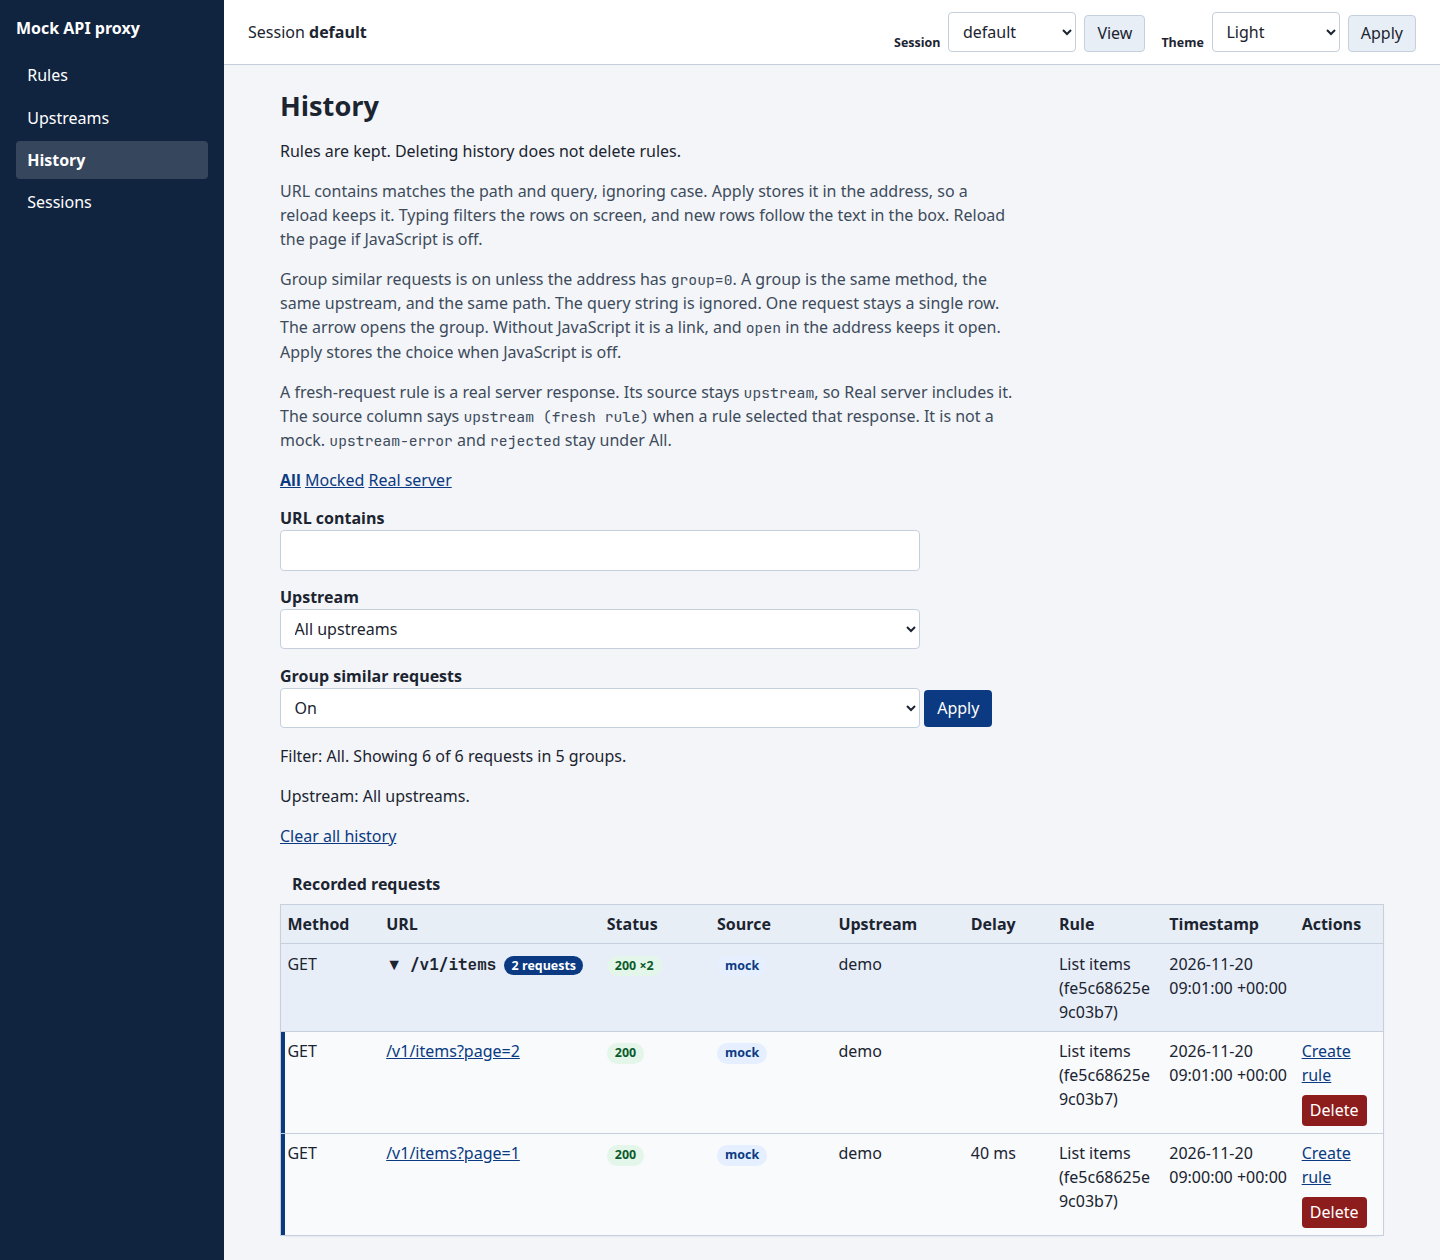 Mock API proxy
Rules
Upstreams
History
Sessions
Session default
Session
default
View
Theme
Light
Apply
History
Rules are kept. Deleting history does not delete rules.
URL contains matches the path and query, ignoring case. Apply stores it in the address, so a
reload keeps it. Typing filters the rows on screen, and new rows follow the text in the box. Reload
the page if JavaScript is off.
Group similar requests is on unless the address has group=0. A group is the same method, the
same upstream, and the same path. The query string is ignored. One request stays a single row.
The arrow opens the group. Without JavaScript it is a link, and open in the address keeps it open.
Apply stores the choice when JavaScript is off.
A fresh-request rule is a real server response. Its source stays upstream, so Real server includes it.
The source column says upstream (fresh rule) when a rule selected that response. It is not a
mock. upstream-error and rejected stay under All.
All Mocked Real server
URL contains
Upstream
All upstreams
Group similar requests
On
Apply
Filter: All. Showing 6 of 6 requests in 5 groups.
Upstream: All upstreams.
Clear all history
Recorded requests
Method URL Status Source Upstream Delay Rule Timestamp Actions
GET ▼ /v1/items 2 requests 200 ×2 mock demo List items 2026-11-20
(fe5c68625e 09:01:00 +00:00
9c03b7)
GET /v1/items?page=2 200 mock demo List items 2026-11-20 Create
(fe5c68625e 09:01:00 +00:00 rule
9c03b7) Delete
GET /v1/items?page=1 200 mock demo 40 ms List items 2026-11-20 Create
(fe5c68625e 09:00:00 +00:00 rule
9c03b7) Delete